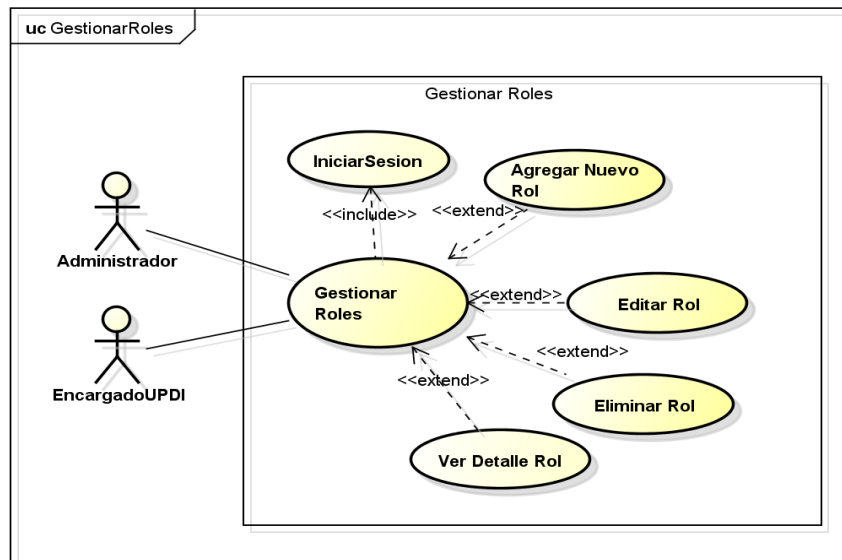 uc GestionarRoles
Gestionar Roles
IniciarSesion
Agregar Nuevo
Rol
<<include>>
<<extend>>
Administrador
Gestionar
Roles
<<extend>>
Editar Rol
EncargadoUPDI
<<extend>>
<<extend>>
Eliminar Rol
Ver Detalle Rol